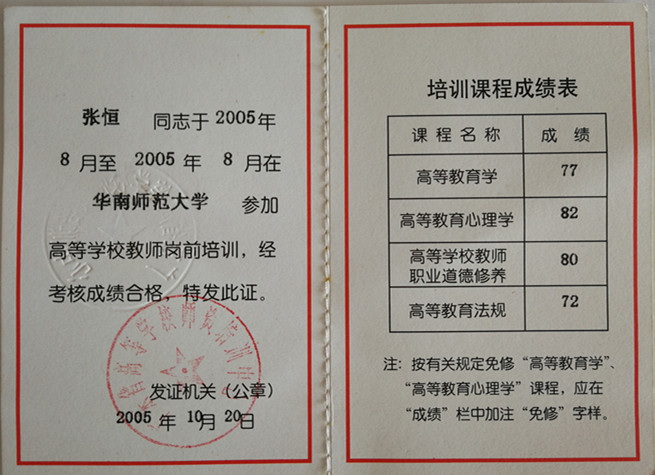 张恒 同志于 2005 年
8 月至 2005 年 8 月在
华南师范大学 参加
高等学校教师岗前培训，经
考核成绩合格，特发此证。
发证机关（公章）
2005 年 10 月 20 日
培训课程成绩表
课程名称 成绩
高等教育学 77
高等教育心理学 82
高等学校教师
职业道德修养 80
高等教育法规 72
注：按有关规定免修“高等教育学”、
“高等教育心理学”课程，应在
“成绩”栏中加注“免修”字样。